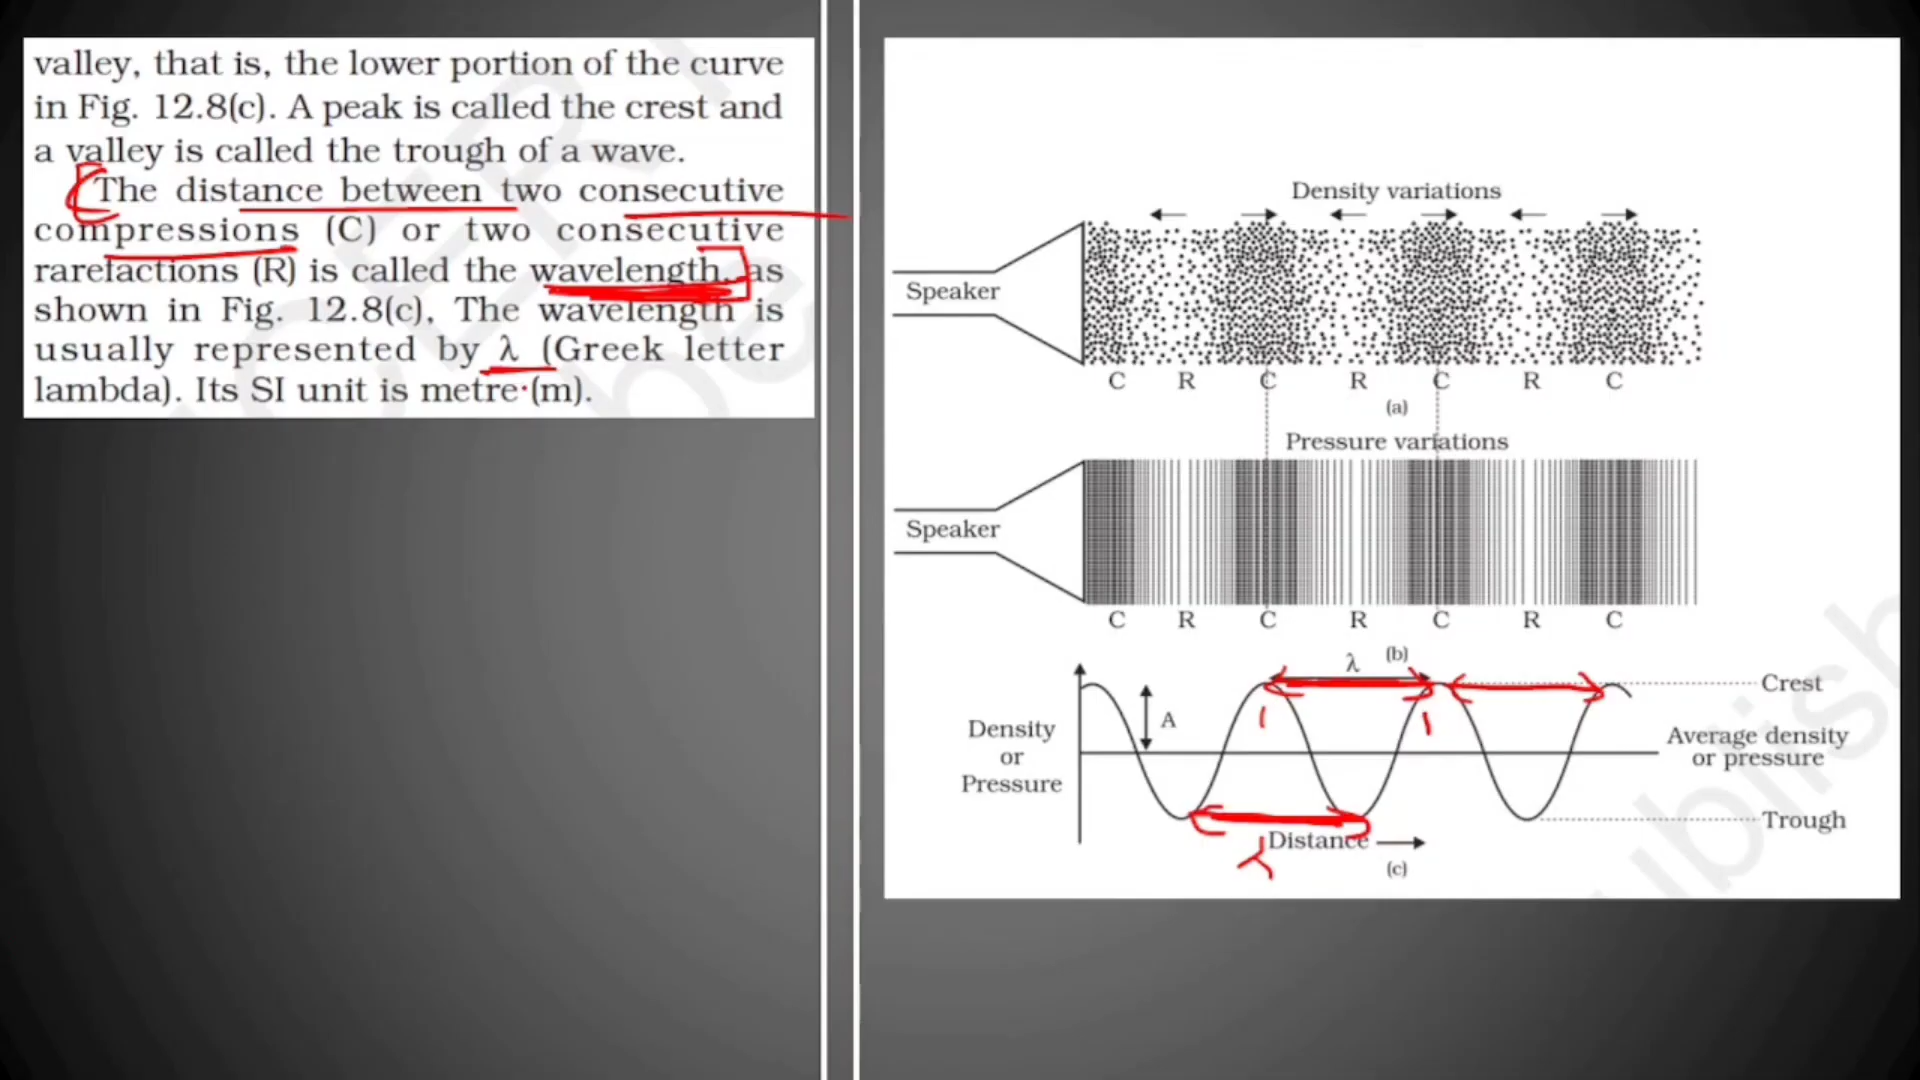 valley, that is, the lower portion of the curve
in Fig. 12.8(c). A peak is called the crest and
a valley is called the trough of a wave.
The distance between two consecutive
compressions (C) or two consecutive
rarefactions (R) is called the wavelength, as
shown in Fig. 12.8(c), The wavelength is
usually represented by λ (Greek letter
lambda). Its SI unit is metre (m).
Density variations
Speaker
C R C R C R C
(a)
Pressure variations
Speaker
C R C R C R C
(b)
λ
Crest
A
Density
or
Pressure
Average density
or pressure
Trough
Distance
λ
(c)